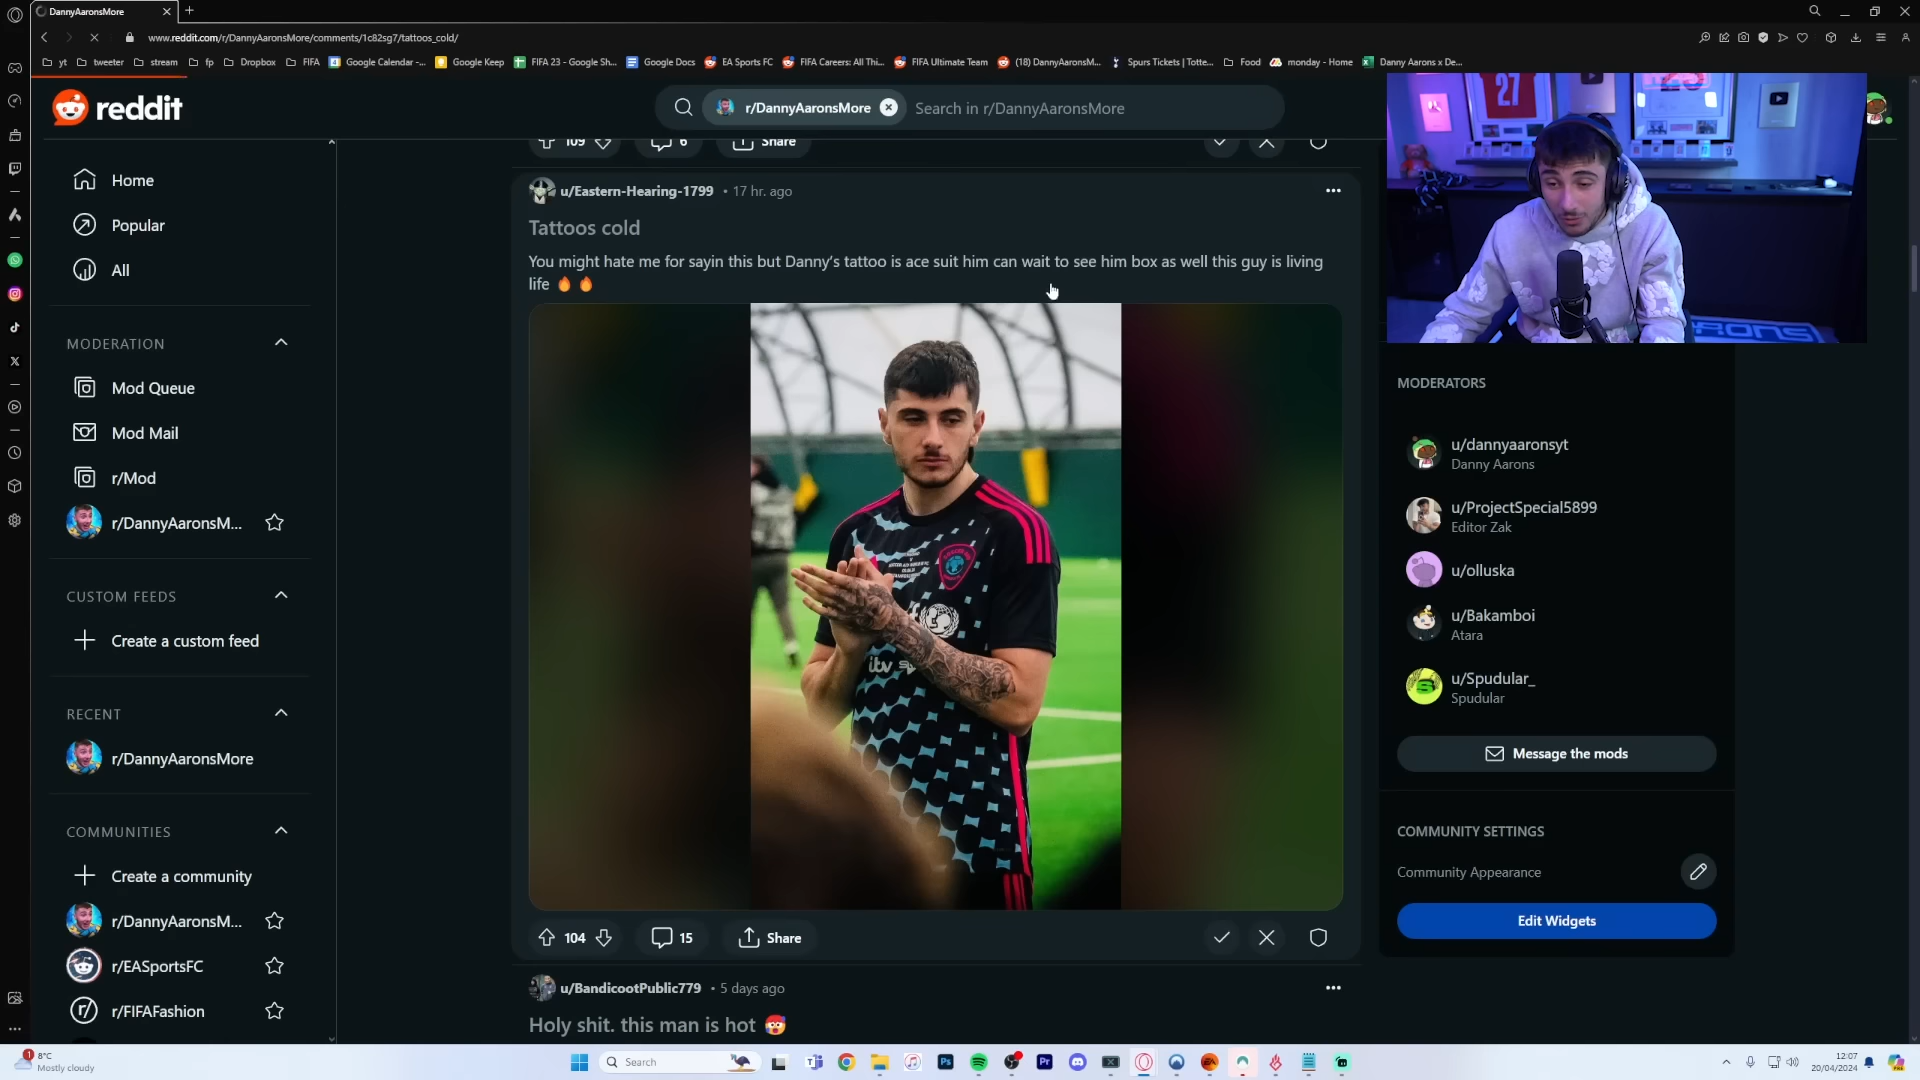 DannyAaronsMore
www.reddit.com/r/DannyAaronsMore/comments/1c82sg7/tattoos_cold/
yt
tweeter
stream
fp
Dropbox
FIFA
Google Calendar -...
Google Keep
FIFA 23 - Google Sh...
Google Docs
EA Sports FC
FIFA Careers: All Thi...
FIFA Ultimate Team
(18) DannyAaronsM...
Spurs Tickets | Totte...
Food
monday - Home
Danny Aarons x De...
reddit
r/DannyAaronsMore
Search in r/DannyAaronsMore
109
6
Share
Home
Popular
All
MODERATION
Mod Queue
Mod Mail
r/Mod
r/DannyAaronsM...
CUSTOM FEEDS
Create a custom feed
RECENT
r/DannyAaronsMore
COMMUNITIES
Create a community
r/DannyAaronsM...
r/EASportsFC
r/FIFAFashion
u/Eastern-Hearing-1799 • 17 hr. ago
Tattoos cold
You might hate me for sayin this but Danny’s tattoo is ace suit him can wait to see him box as well this guy is living
life 🔥 🔥
itv
104
15
Share
u/BandicootPublic779 • 5 days ago
Holy shit. this man is hot 🥵
27
MODERATORS
u/dannyaaronsyt
Danny Aarons
u/ProjectSpecial5899
Editor Zak
u/olluska
u/Bakamboi
Atara
u/Spudular_
Spudular
Message the mods
COMMUNITY SETTINGS
Community Appearance
Edit Widgets
1
8°C
Mostly cloudy
Search
12:07
20/04/2024